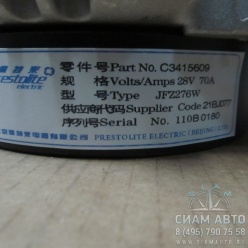 零件号 Part No. C3415609
规格 Volts/Amps 28V 70A
prestolite
electric
型号 Type JFZ276W
供应商代码 Supplier Code 21BJ077
序列号 Serial No. 110B0180
PRESTOLITE ELECTRIC (BEIJING) LTD
СИАМ АВТО
8 (495) 790 75 58